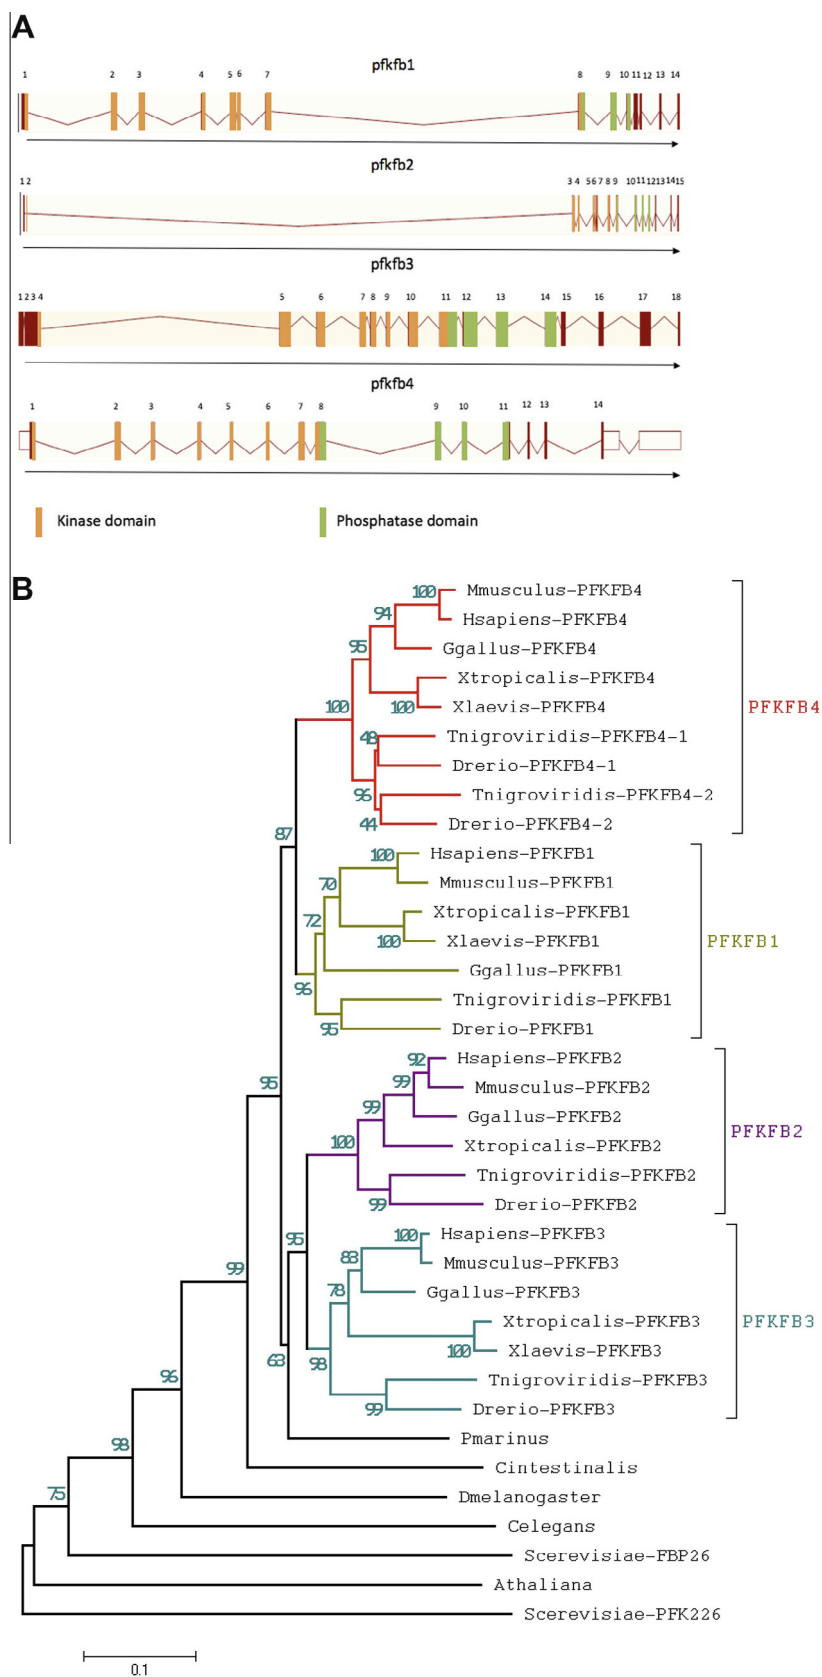 A
pfkfb1
1 2 3 4 5 6 7 8 9 10 11 12 13 14
pfkfb2
1 2 3 4 5 6 7 8 9 10 11 12 13 14 15
pfkfb3
1 2 3 4 5 6 7 8 9 10 11 12 13 14 15 16 17 18
pfkfb4
1 2 3 4 5 6 7 8 9 10 11 12 13 14
Kinase domain
Phosphatase domain
B
100 Mmusculus-PFKFB4
94 Hsapiens-PFKFB4
95 Ggallus-PFKFB4
Xtropicalis-PFKFB4
100 100 Xlaevis-PFKFB4
PFKFB4
48 Tnigroviridis-PFKFB4-1
Drerio-PFKFB4-1
96 Tnigroviridis-PFKFB4-2
44 Drerio-PFKFB4-2
87
100 Hsapiens-PFKFB1
70 Mmusculus-PFKFB1
72 Xtropicalis-PFKFB1
100 Xlaevis-PFKFB1
PFKFB1
Ggallus-PFKFB1
96 Tnigroviridis-PFKFB1
95 Drerio-PFKFB1
92 Hsapiens-PFKFB2
95 99 Mmusculus-PFKFB2
99 Ggallus-PFKFB2
PFKFB2
100 Xtropicalis-PFKFB2
Tnigroviridis-PFKFB2
99 Drerio-PFKFB2
95 100 Hsapiens-PFKFB3
83 Mmusculus-PFKFB3
99 78 Ggallus-PFKFB3
Xtropicalis-PFKFB3
PFKFB3
100 Xlaevis-PFKFB3
63 98 Tnigroviridis-PFKFB3
96 99 Drerio-PFKFB3
Pmarinus
98 Cintestinalis
75 Dmelanogaster
Celegans
Scerevisiae-FBP26
Athaliana
Scerevisiae-PFK226
0.1